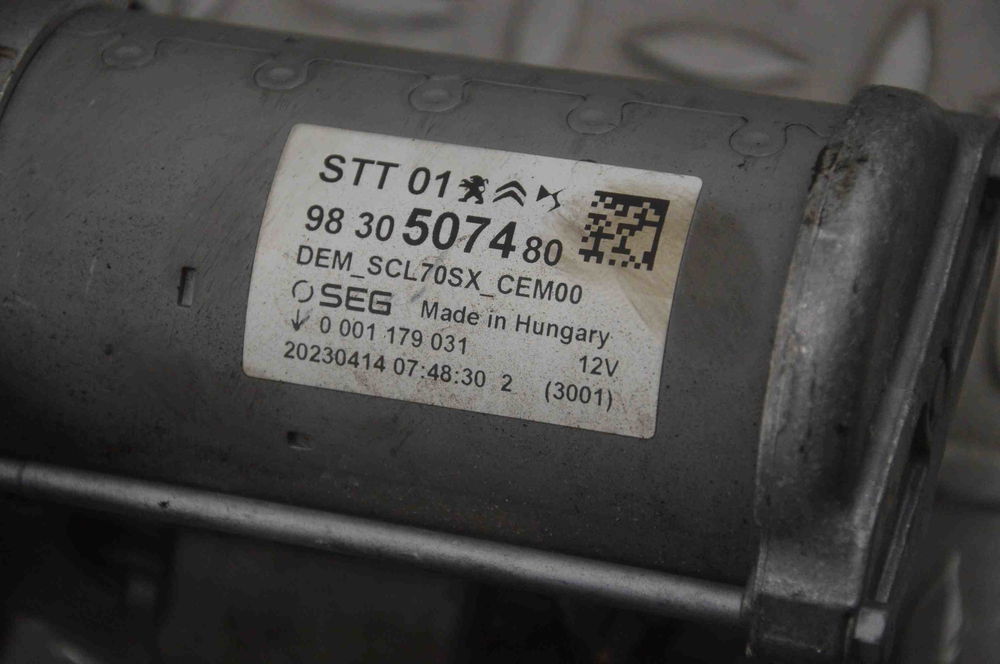 STT 01
98 30 5074 80
DEM_SCL70SX_CEM00
SEG Made in Hungary
0 001 179 031 12V
20230414 07:48:30 2 (3001)